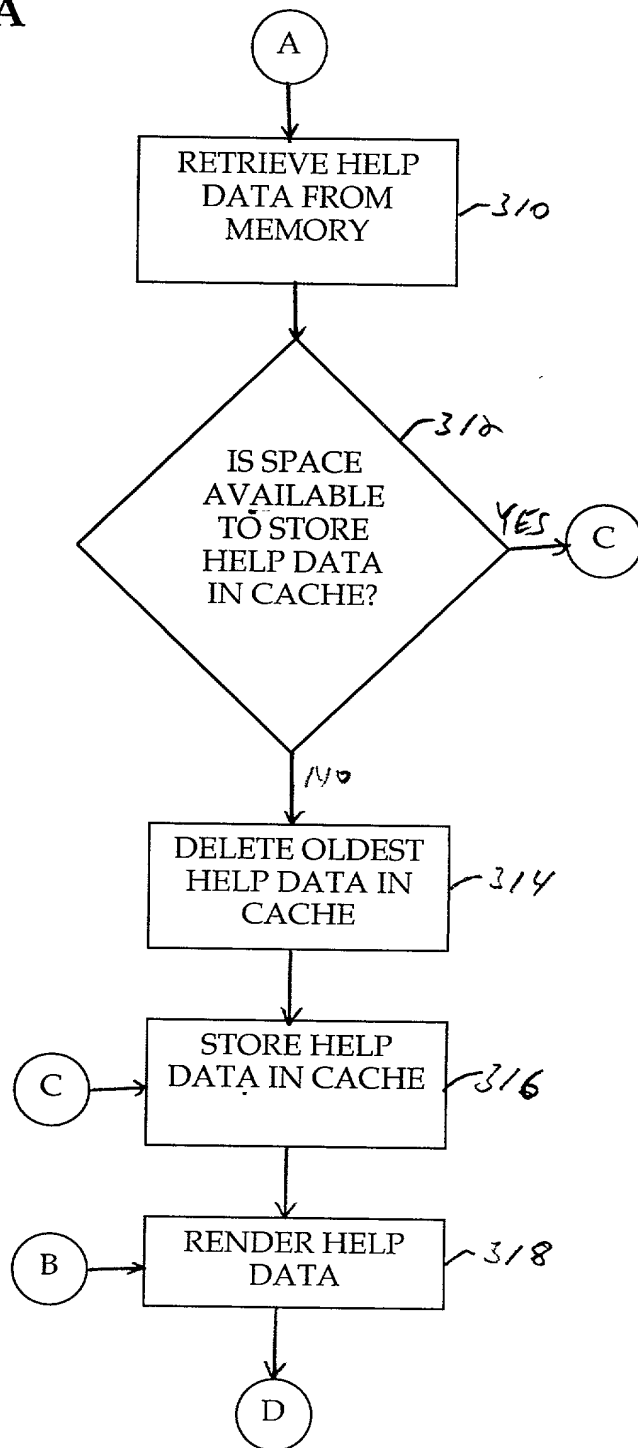 A
A
RETRIEVE HELP
DATA FROM
MEMORY
310
312
IS SPACE
AVAILABLE
TO STORE
HELP DATA
IN CACHE?
YES
C
NO
DELETE OLDEST
HELP DATA IN
CACHE
314
STORE HELP
DATA IN CACHE
C
316
RENDER HELP
DATA
B
318
D